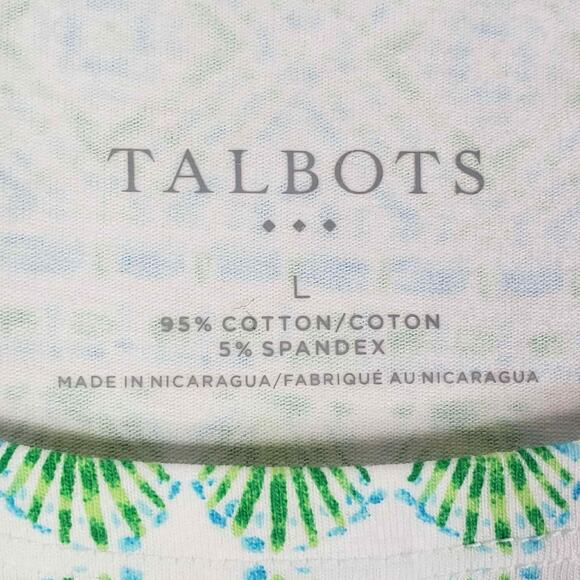 TALBOTS
L
95% COTTON/COTON
5% SPANDEX
MADE IN NICARAGUA/FABRIQUÉ AU NICARAGUA